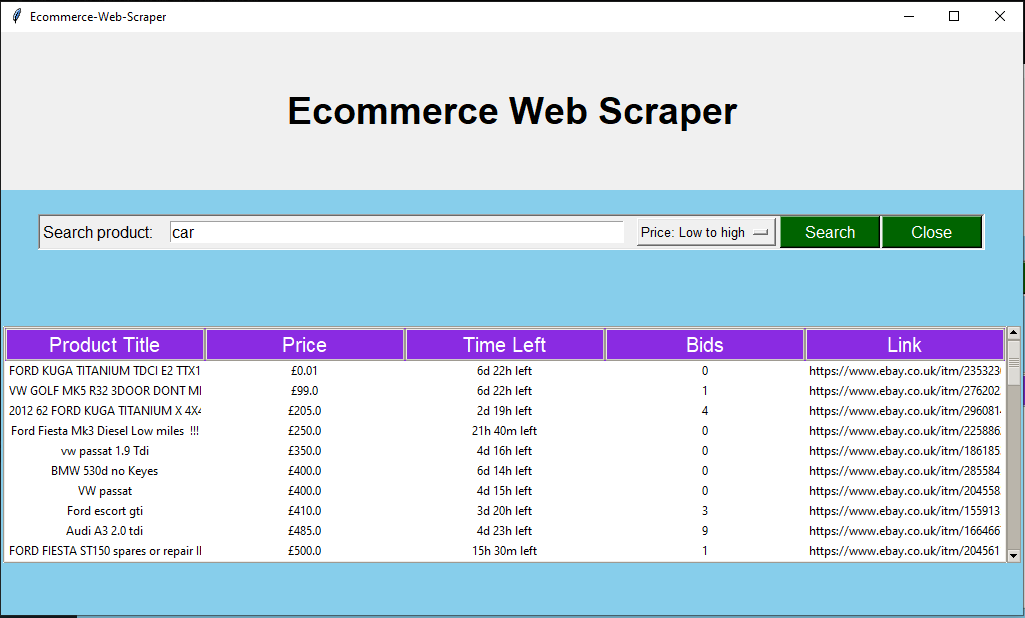 Ecommerce-Web-Scraper
Ecommerce Web Scraper
Search product: car Price: Low to high Search Close
Product Title Price Time Left Bids Link
FORD KUGA TITANIUM TDCI E2 TTX1 £0.01 6d 22h left 0 https://www.ebay.co.uk/itm/235323
VW GOLF MK5 R32 3DOOR DONT MI £99.0 6d 22h left 1 https://www.ebay.co.uk/itm/276202
2012 62 FORD KUGA TITANIUM X 4X4 £205.0 2d 19h left 4 https://www.ebay.co.uk/itm/296081
Ford Fiesta Mk3 Diesel Low miles !!! £250.0 21h 40m left 0 https://www.ebay.co.uk/itm/225886
vw passat 1.9 Tdi £350.0 4d 16h left 0 https://www.ebay.co.uk/itm/186185
BMW 530d no Keyes £400.0 6d 14h left 0 https://www.ebay.co.uk/itm/285584
VW passat £400.0 4d 15h left 0 https://www.ebay.co.uk/itm/204558
Ford escort gti £410.0 3d 20h left 3 https://www.ebay.co.uk/itm/155913
Audi A3 2.0 tdi £485.0 4d 23h left 9 https://www.ebay.co.uk/itm/166466
FORD FIESTA ST150 spares or repair £500.0 15h 30m left 1 https://www.ebay.co.uk/itm/204561